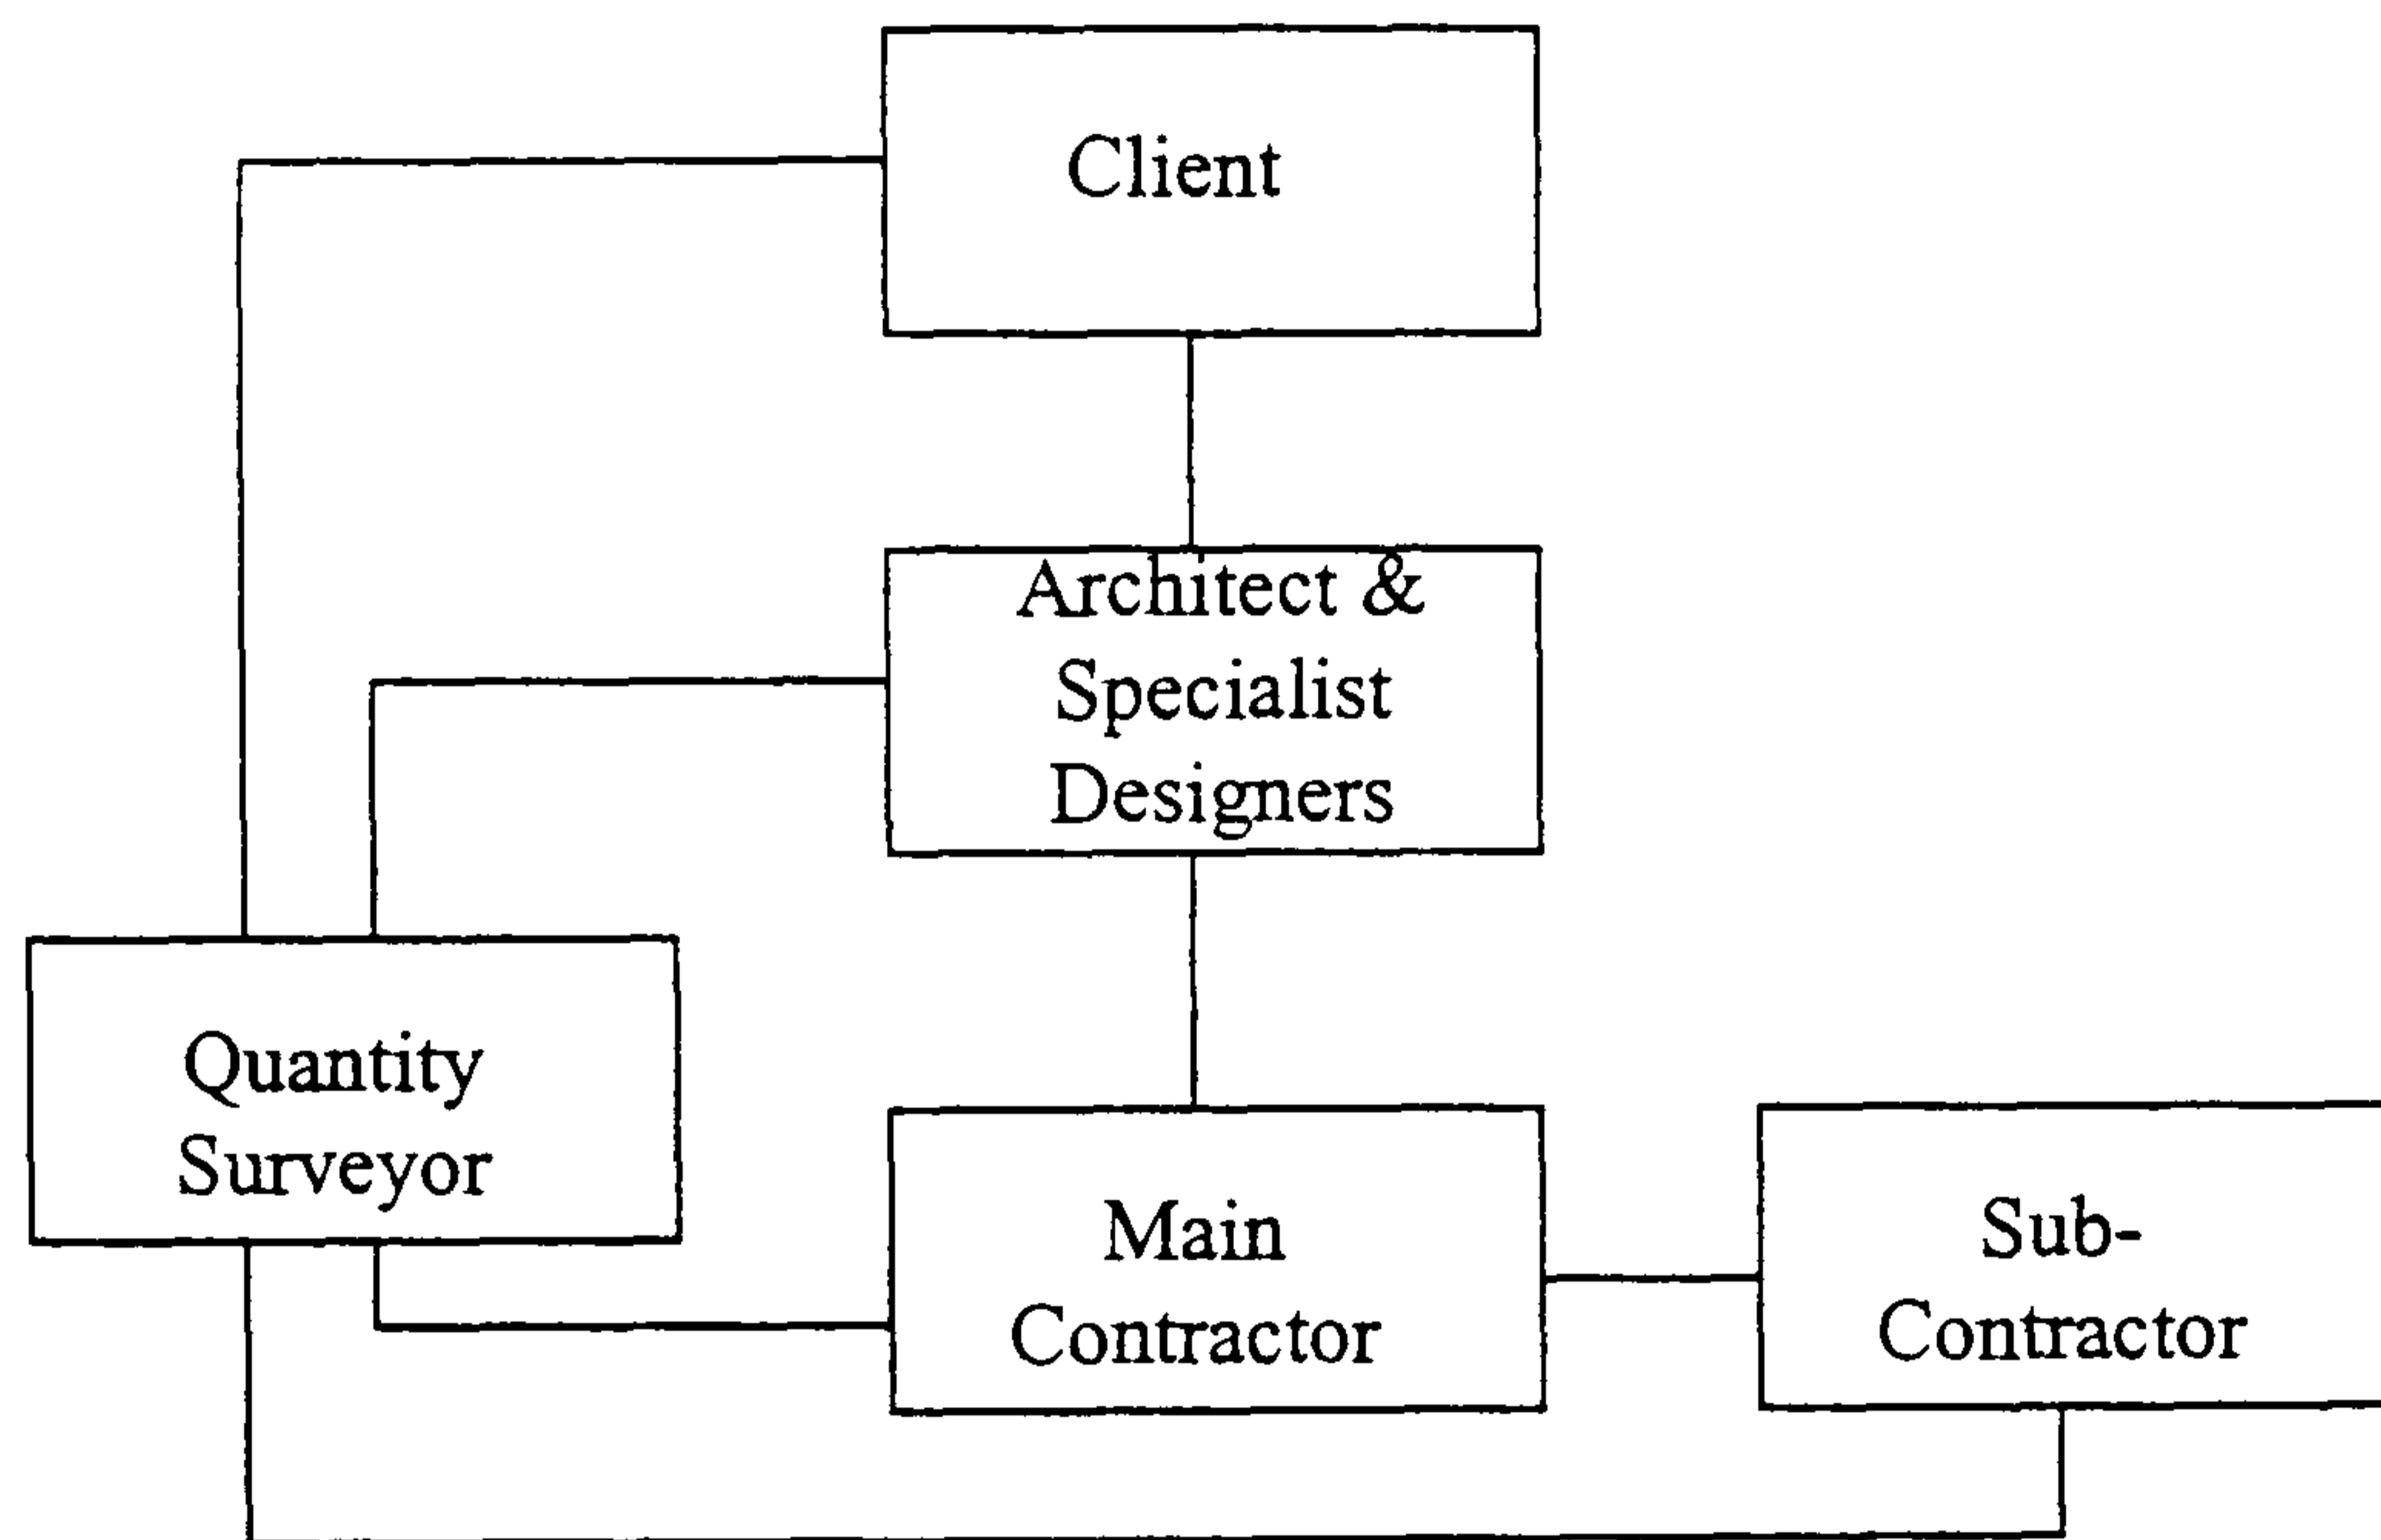 Client
Architect &
Specialist
Designers
Quantity
Surveyor
Main
Contractor
Sub-
Contractor